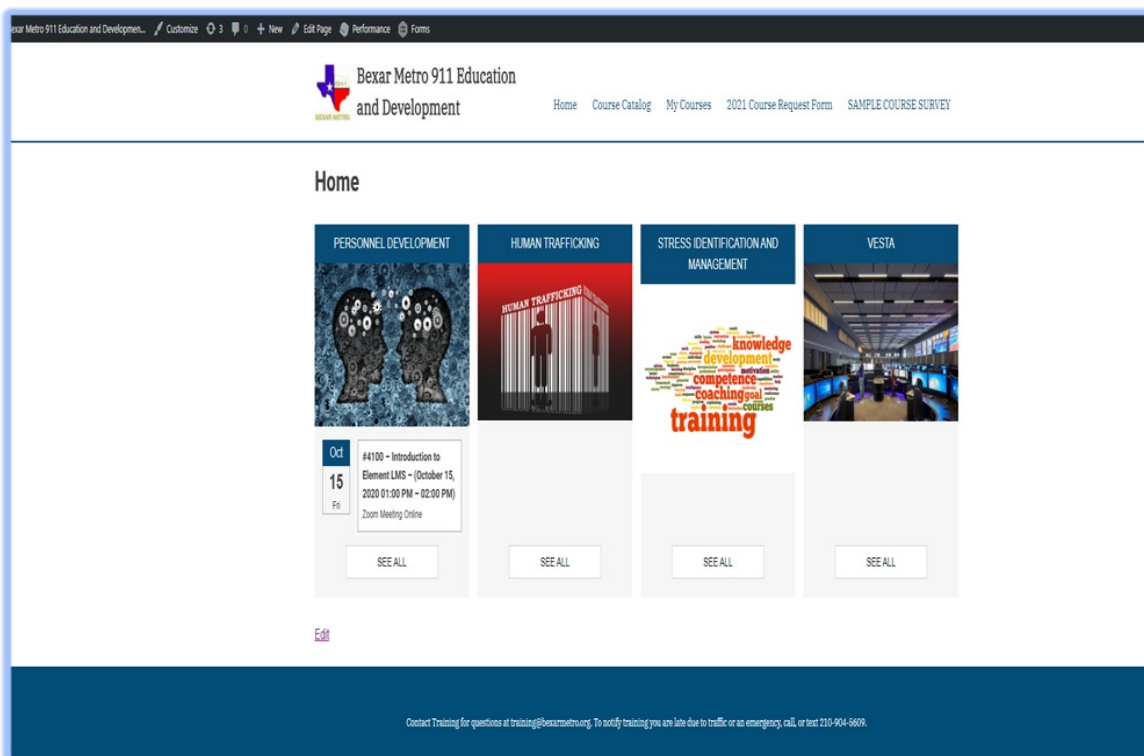 exar Metro 911 Education and Developmen... Customize 3 0 New Edit Page Performance Forms
Bexar Metro 911 Education
and Development
BEXAR METRO
Home Course Catalog My Courses 2021 Course Request Form SAMPLE COURSE SURVEY
Home
PERSONNEL DEVELOPMENT
HUMAN TRAFFICKING
STRESS IDENTIFICATION AND
MANAGEMENT
VESTA
HUMAN TRAFFICKING
knowledge
development
motivation
competence
coaching goal
courses
training
Oct
15
Fri
#4100 – Introduction to
Element LMS – (October 15,
2020 01:00 PM – 02:00 PM)
Zoom Meeting Online
SEE ALL
SEE ALL
SEE ALL
SEE ALL
Edit
Contact Training for questions at training@bexarmetro.org. To notify training you are late due to traffic or an emergency, call, or text 210-904-5609.